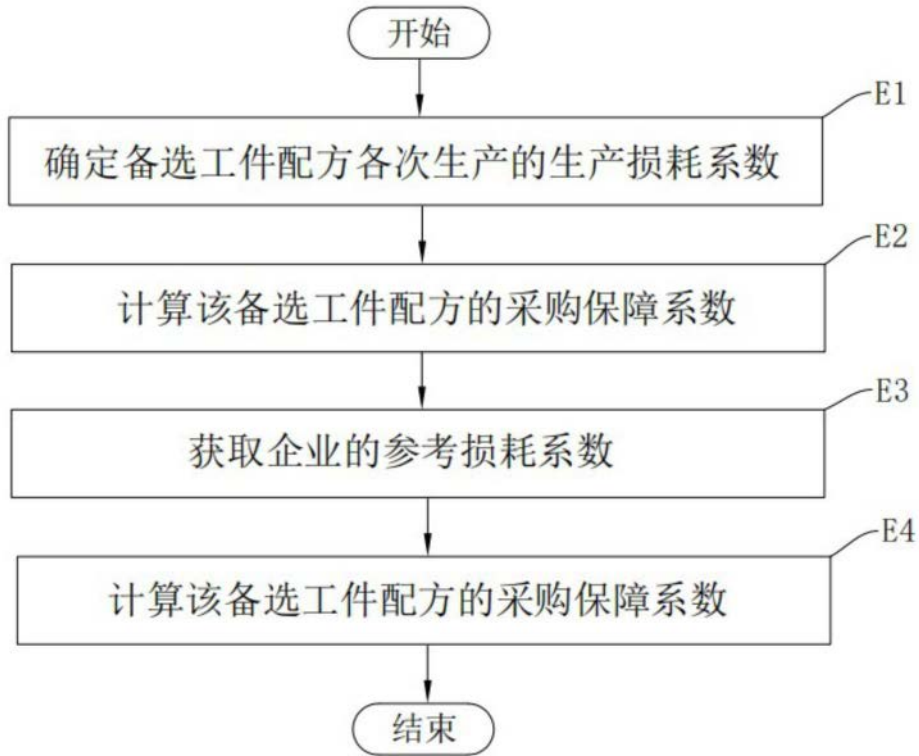 开始
E1
确定备选工件配方各次生产的生产损耗系数
E2
计算该备选工件配方的采购保障系数
E3
获取企业的参考损耗系数
E4
计算该备选工件配方的采购保障系数
结束